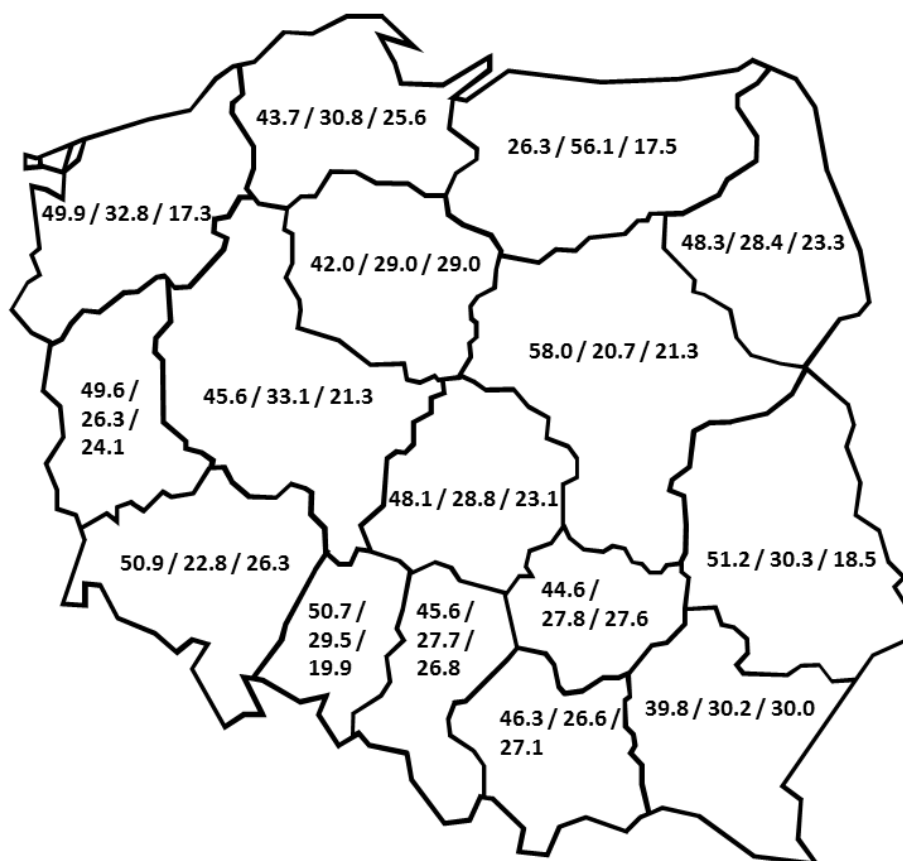 43.7 / 30.8 / 25.6
26.3 / 56.1 / 17.5
49.9 / 32.8 / 17.3
48.3 / 28.4 / 23.3
42.0 / 29.0 / 29.0
58.0 / 20.7 / 21.3
49.6 /
26.3 /
24.1
45.6 / 33.1 / 21.3
48.1 / 28.8 / 23.1
51.2 / 30.3 / 18.5
50.9 / 22.8 / 26.3
44.6 /
27.8 / 27.6
50.7 /
29.5 /
19.9
45.6 /
27.7 /
26.8
39.8 / 30.2 / 30.0
46.3 / 26.6 /
27.1